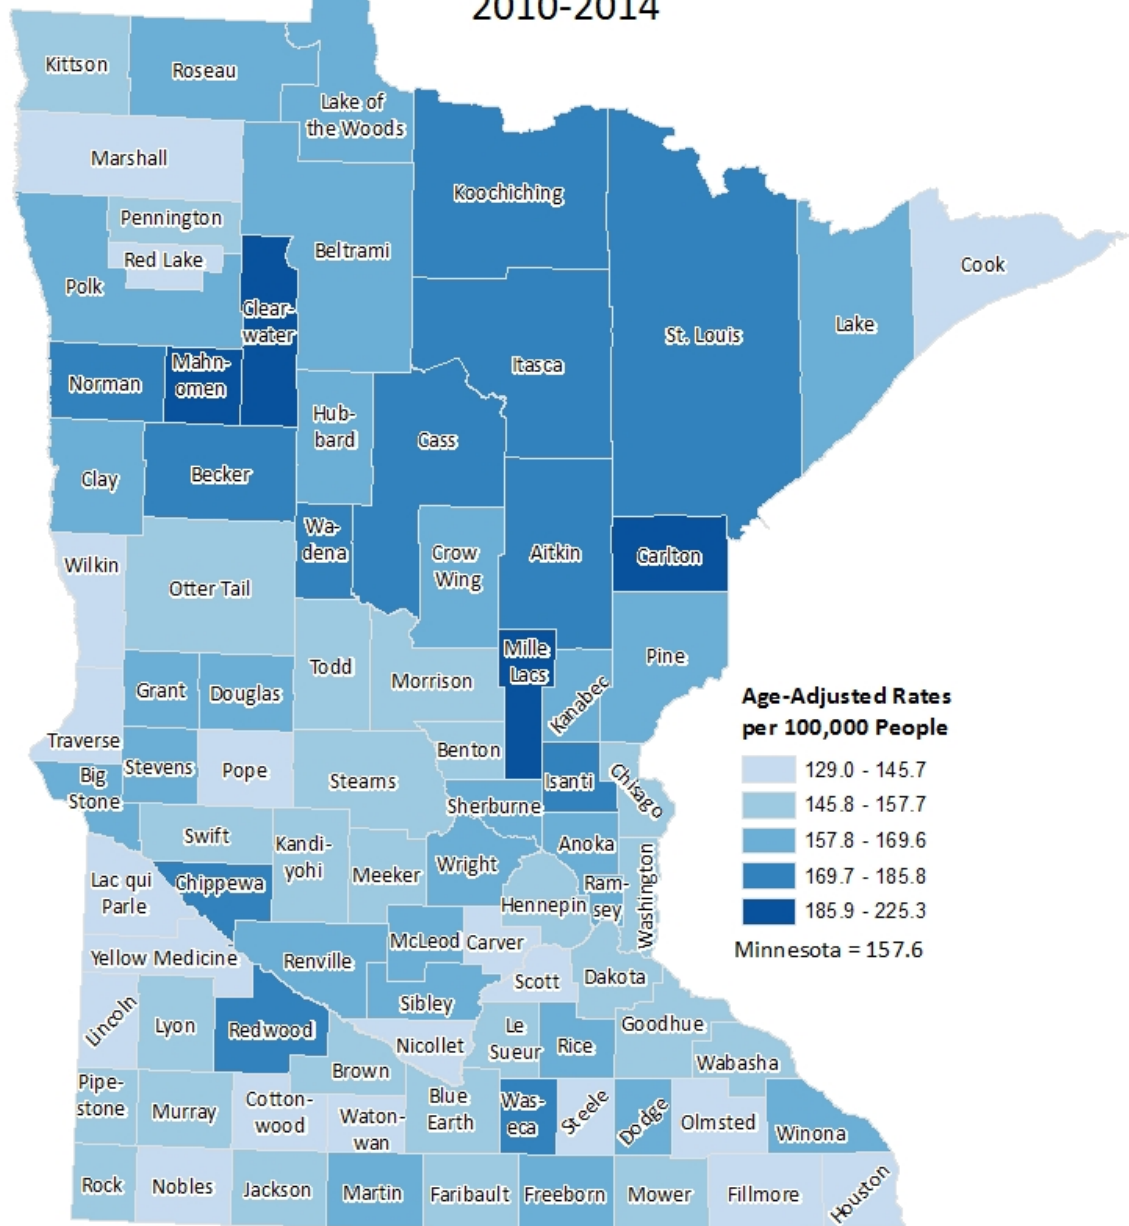 2010-2014
Kittson
Roseau
Lake of
the Woods
Marshall
Koochiching
Pennington
Red Lake
Beltrami
Polk
Cook
Clear-
water
Lake
St. Louis
Itasca
Mahn-
omen
Norman
Hub-
bard
Cass
Becker
Clay
Wa-
dena
Crow
Wing
Aitkin
Carlton
Wilkin
Otter Tail
Mille
Lacs
Pine
Todd
Morrison
Kanabec
Grant
Douglas
Traverse
Benton
Stevens
Pope
Big
Stone
Stearns
Isanti
Chisago
Sherburne
Swift
Kandi-
yohi
Anoka
Wright
Meeker
Lac qui
Parle
Chippewa
Ram-
sey
Hennepin
Washington
McLeod
Carver
Yellow Medicine
Renville
Scott
Dakota
Sibley
Lincoln
Lyon
Redwood
Le
Sueur
Rice
Goodhue
Nicollet
Wabasha
Brown
Pipe-
stone
Murray
Cotton-
wood
Waton-
wan
Blue
Earth
Was-
eca
Steele
Dodge
Olmsted
Winona
Rock
Nobles
Jackson
Martin
Faribault
Freeborn
Mower
Fillmore
Houston
Age-Adjusted Rates
per 100,000 People
129.0 - 145.7
145.8 - 157.7
157.8 - 169.6
169.7 - 185.8
185.9 - 225.3
Minnesota = 157.6